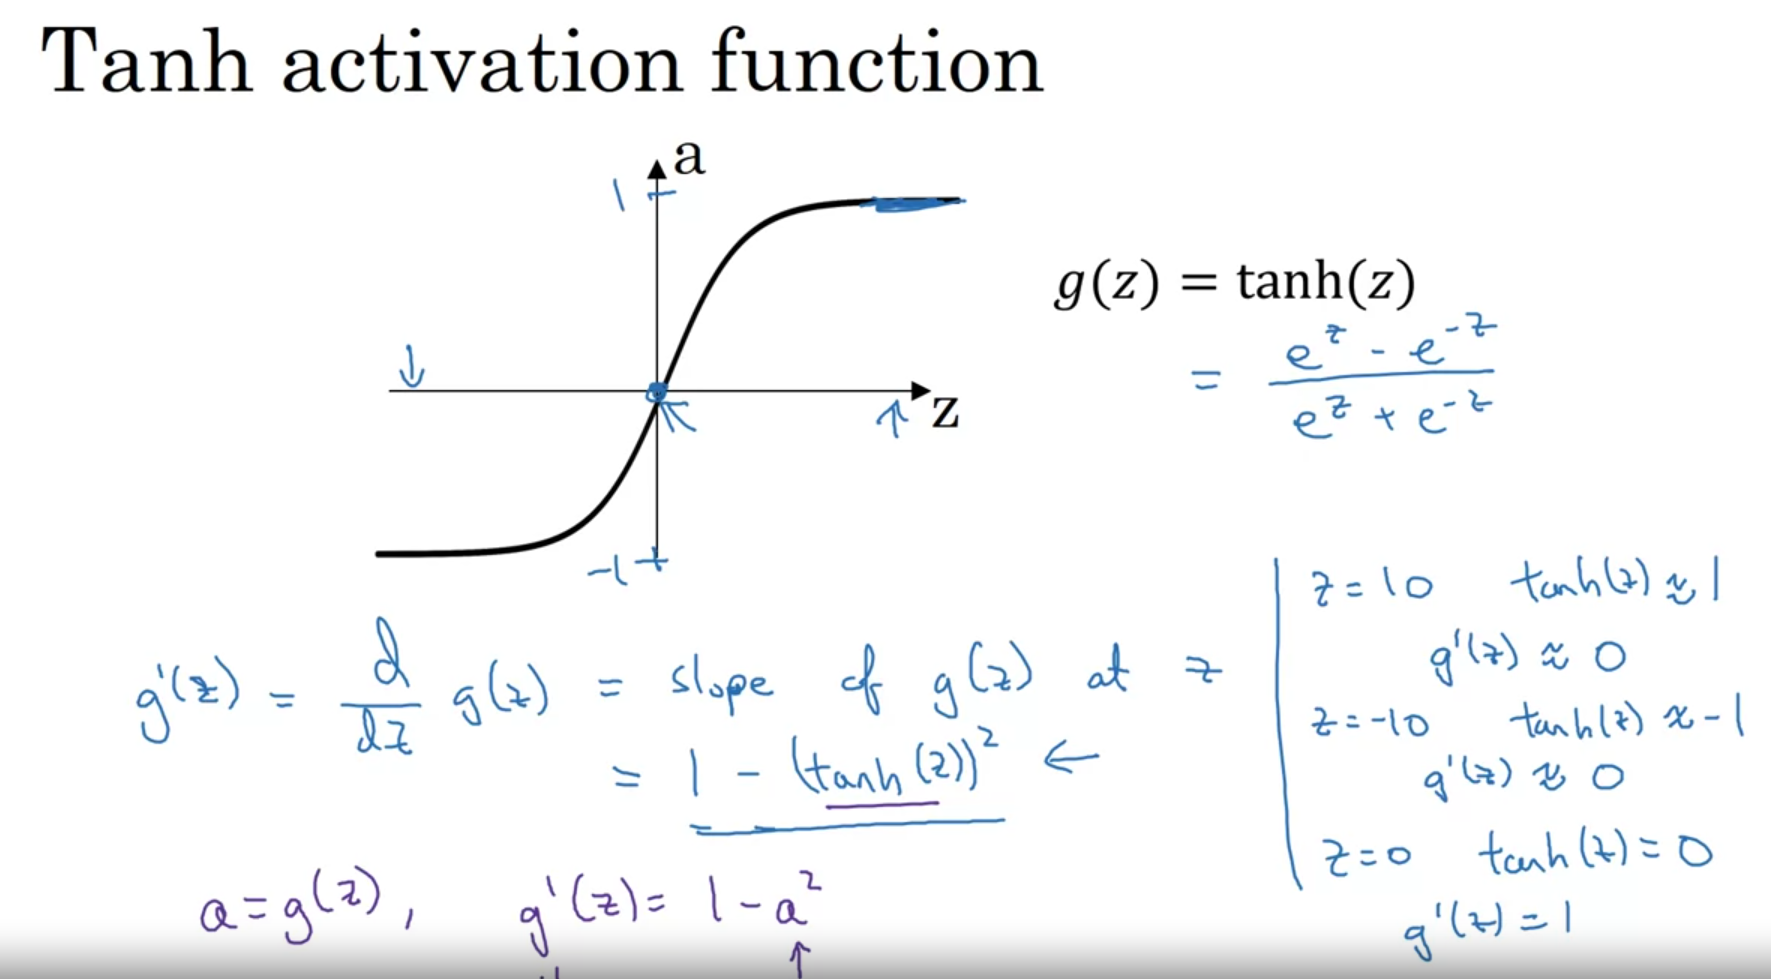 Tanh activation function
a
1
z
-1
g(z) = tanh(z)
= (e^z - e^-z) / (e^z + e^-z)
g'(z) = d/dz g(z) = slope of g(z) at z
= 1 - (tanh(z))² ←
a = g(z), g'(z) = 1 - a²
↑
z = 10 tanh(z) ≈ 1
g'(z) ≈ 0
z = -10 tanh(z) ≈ -1
g'(z) ≈ 0
z = 0 tanh(z) = 0
g'(z) = 1